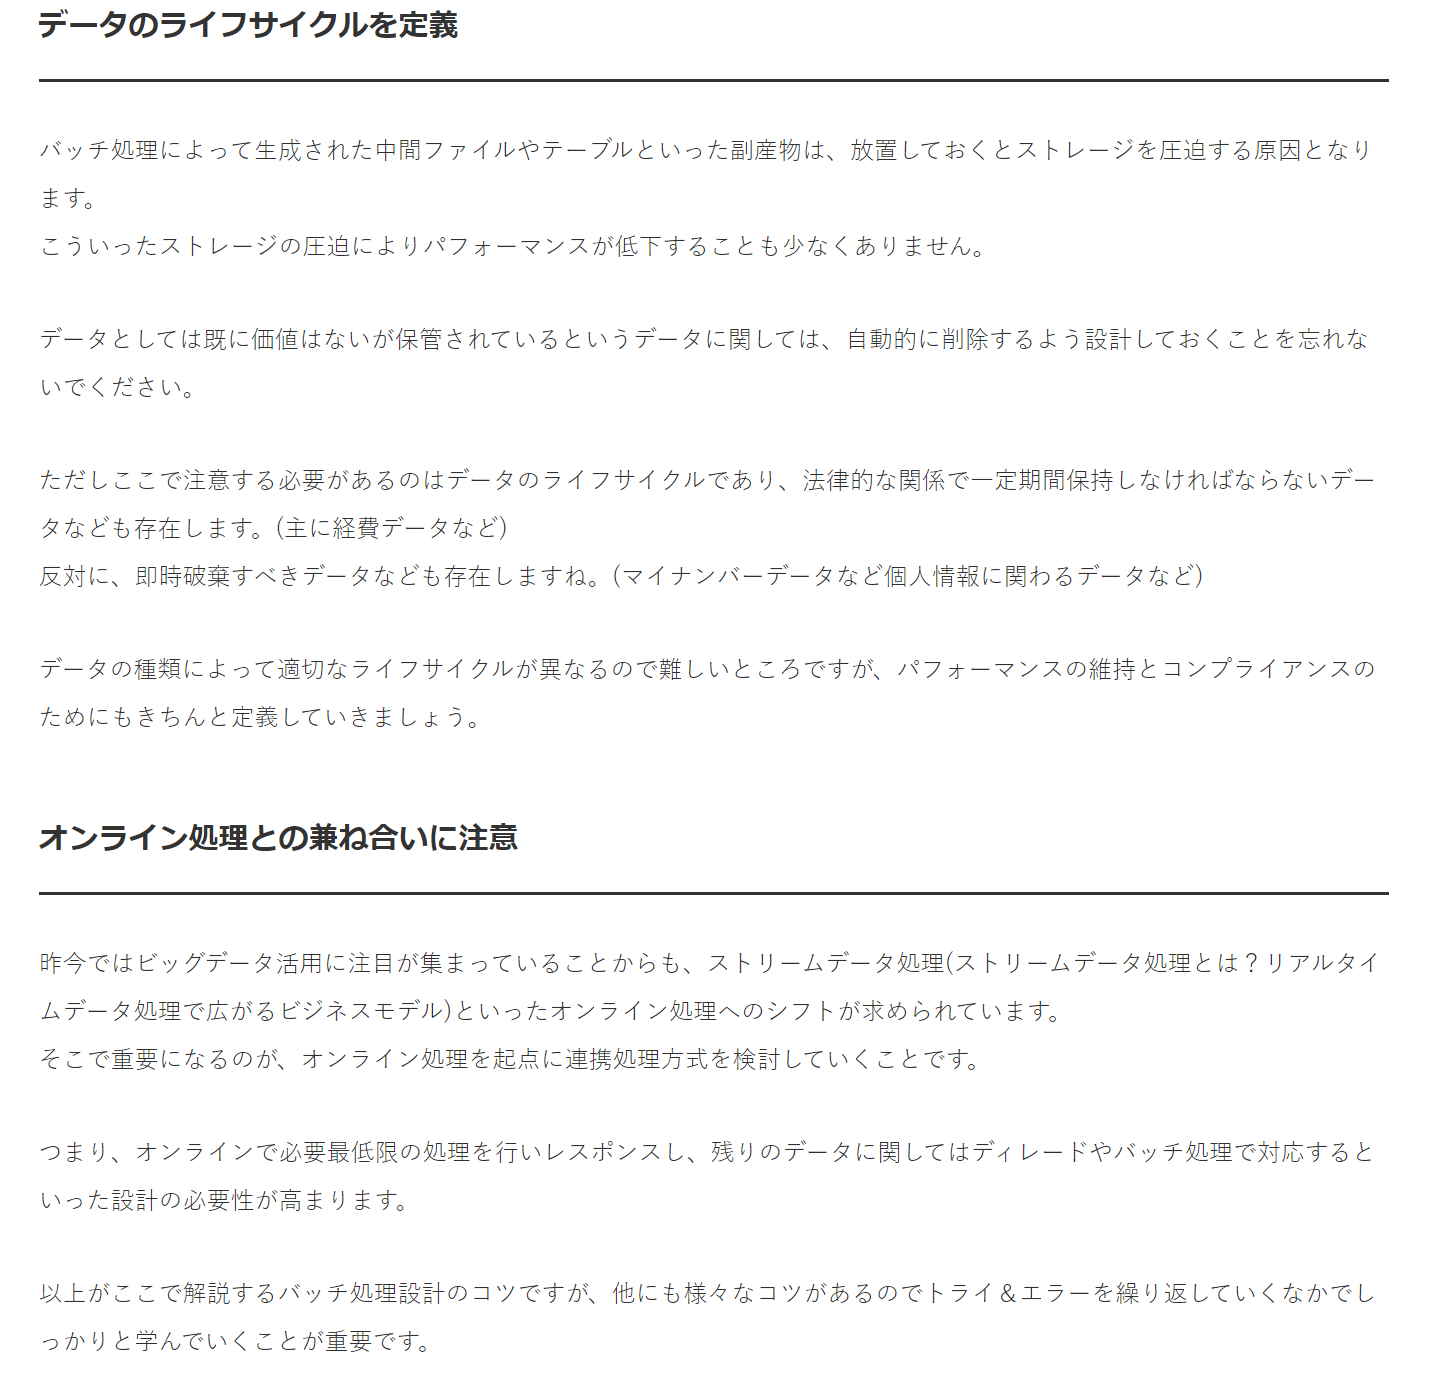 データのライフサイクルを定義
バッチ処理によって生成された中間ファイルやテーブルといった副産物は、放置しておくとストレージを圧迫する原因となり
ます。
こういったストレージの圧迫によりパフォーマンスが低下することも少なくありません。
データとしては既に価値はないが保管されているというデータに関しては、自動的に削除するよう設計しておくことを忘れな
いでください。
ただしここで注意する必要があるのはデータのライフサイクルであり、法律的な関係で一定期間保持しなければならないデー
タなども存在します。(主に経費データなど)
反対に、即時破棄すべきデータなども存在しますね。(マイナンバーデータなど個人情報に関わるデータなど)
データの種類によって適切なライフサイクルが異なるので難しいところですが、パフォーマンスの維持とコンプライアンスの
ためにもきちんと定義していきましょう。
オンライン処理との兼ね合いに注意
昨今ではビッグデータ活用に注目が集まっていることからも、ストリームデータ処理(ストリームデータ処理とは？リアルタイ
ムデータ処理で広がるビジネスモデル)といったオンライン処理へのシフトが求められています。
そこで重要になるのが、オンライン処理を起点に連携処理方式を検討していくことです。
つまり、オンラインで必要最低限の処理を行いレスポンスし、残りのデータに関してはディレードやバッチ処理で対応すると
いった設計の必要性が高まります。
以上がここで解説するバッチ処理設計のコツですが、他にも様々なコツがあるのでトライ＆エラーを繰り返していくなかでし
っかりと学んでいくことが重要です。